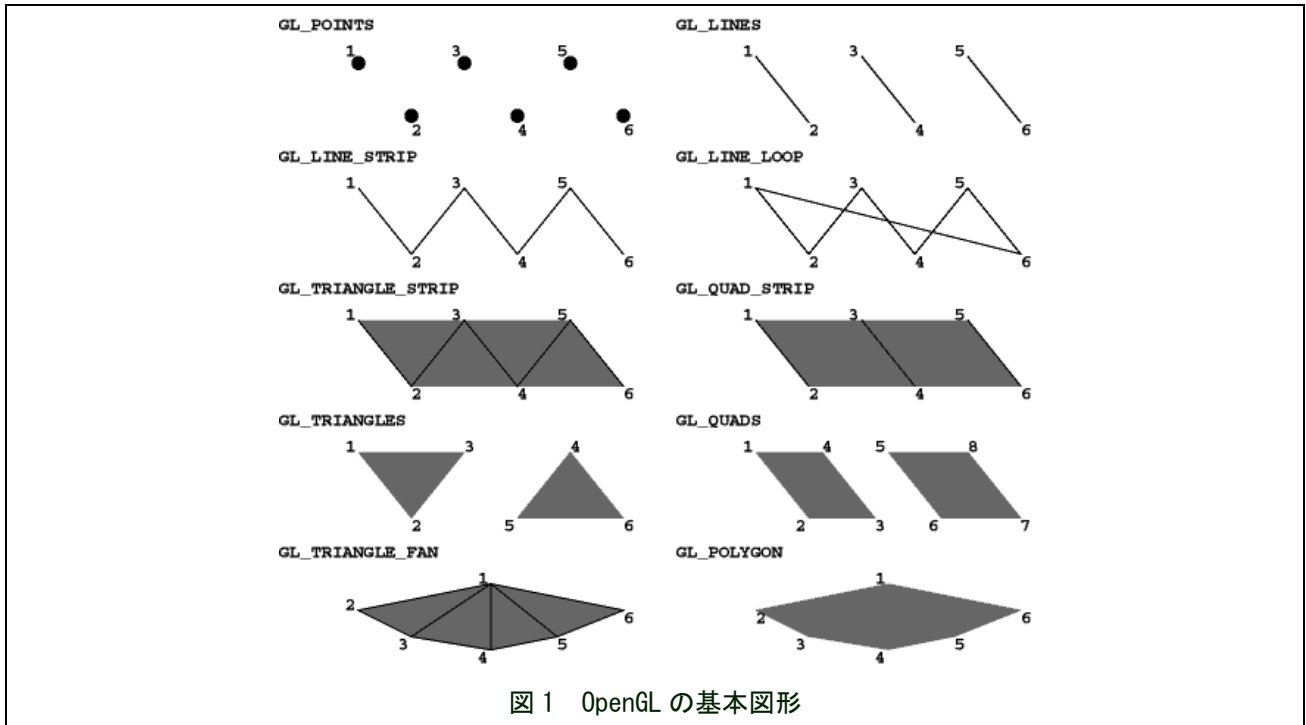 GL_POINTS
1 3 5
2 4 6
GL_LINES
1 3 5
2 4 6
GL_LINE_STRIP
1 3 5
2 4 6
GL_LINE_LOOP
1 3 5
2 4 6
GL_TRIANGLE_STRIP
1 3 5
2 4 6
GL_QUAD_STRIP
1 3 5
2 4 6
GL_TRIANGLES
1 3 4
2 5 6
GL_QUADS
1 4 5 8
2 3 6 7
GL_TRIANGLE_FAN
1
2 6
3 5
4
GL_POLYGON
1
2 6
3 5
4
図 1 OpenGL の基本図形